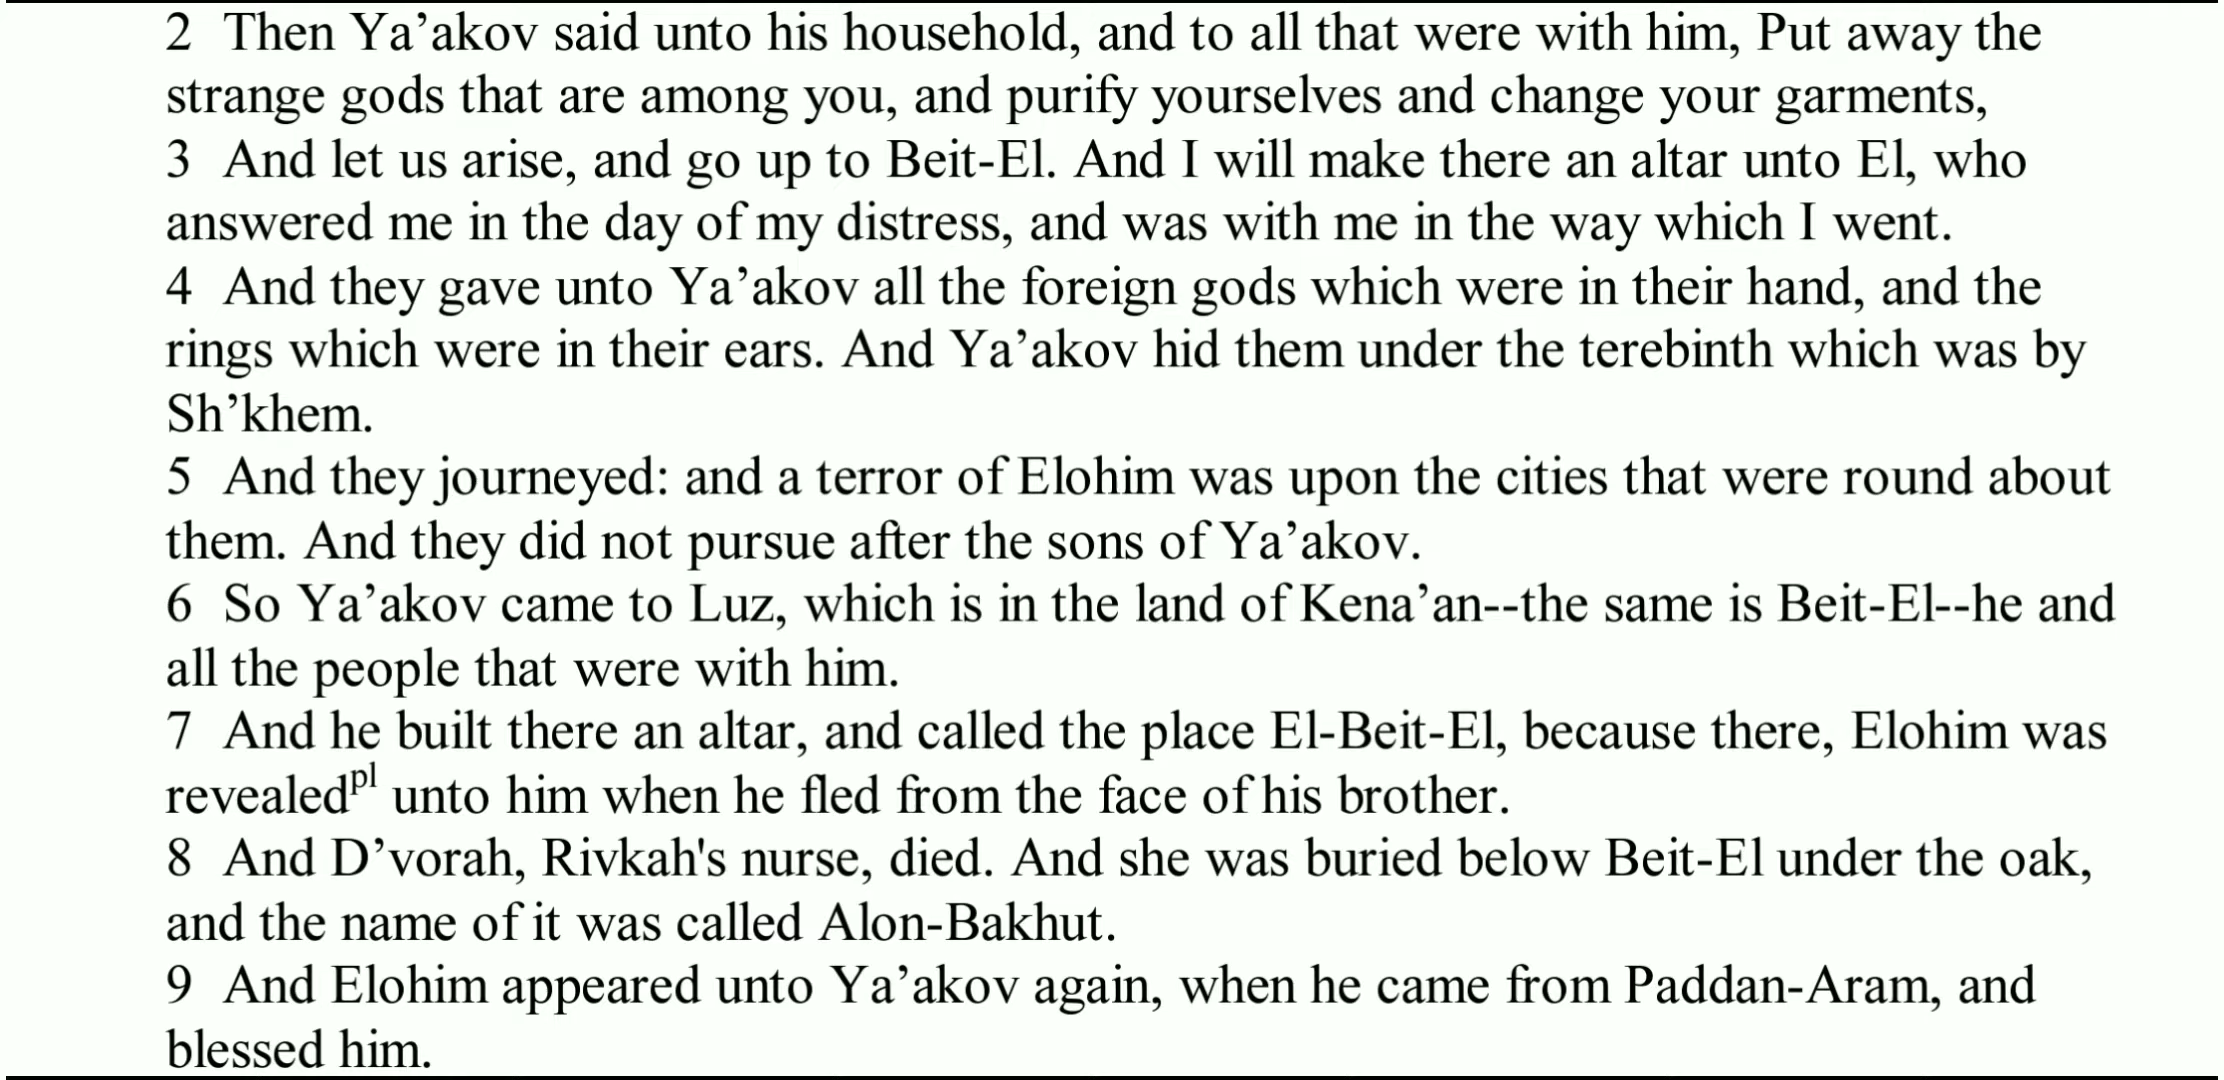 2  Then Ya’akov said unto his household, and to all that were with him, Put away the
strange gods that are among you, and purify yourselves and change your garments,
3  And let us arise, and go up to Beit-El. And I will make there an altar unto El, who
answered me in the day of my distress, and was with me in the way which I went.
4  And they gave unto Ya’akov all the foreign gods which were in their hand, and the
rings which were in their ears. And Ya’akov hid them under the terebinth which was by
Sh’khem.
5  And they journeyed: and a terror of Elohim was upon the cities that were round about
them. And they did not pursue after the sons of Ya’akov.
6  So Ya’akov came to Luz, which is in the land of Kena’an--the same is Beit-El--he and
all the people that were with him.
7  And he built there an altar, and called the place El-Beit-El, because there, Elohim was
revealedpl unto him when he fled from the face of his brother.
8  And D’vorah, Rivkah's nurse, died. And she was buried below Beit-El under the oak,
and the name of it was called Alon-Bakhut.
9  And Elohim appeared unto Ya’akov again, when he came from Paddan-Aram, and
blessed him.